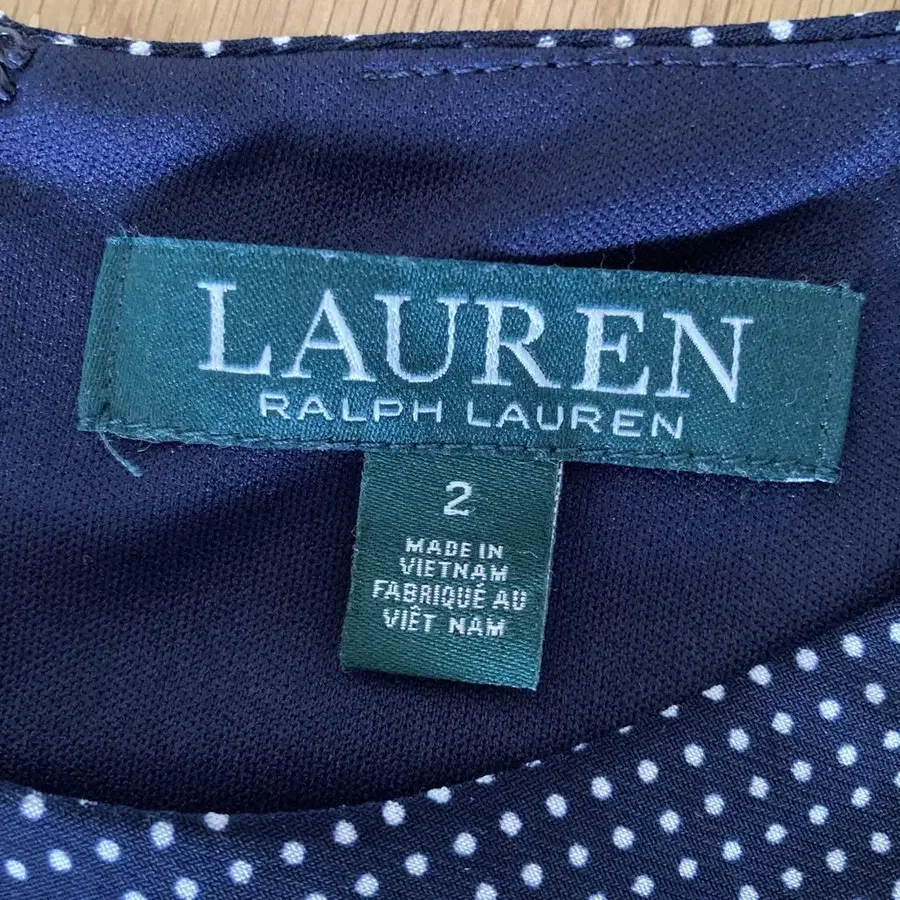 LAUREN
RALPH LAUREN
2
MADE IN
VIETNAM
FABRIQUÉ AU
VIÊT NAM